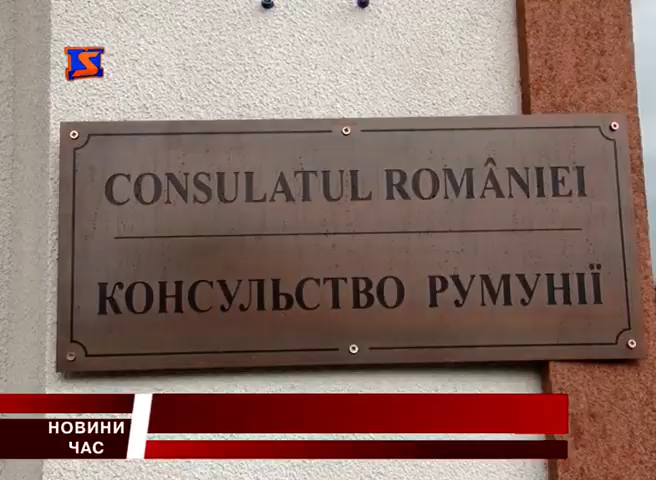 CONSULATUL ROMÂNIEI
КОНСУЛЬСТВО РУМУНІЇ
НОВИНИ
ЧАС